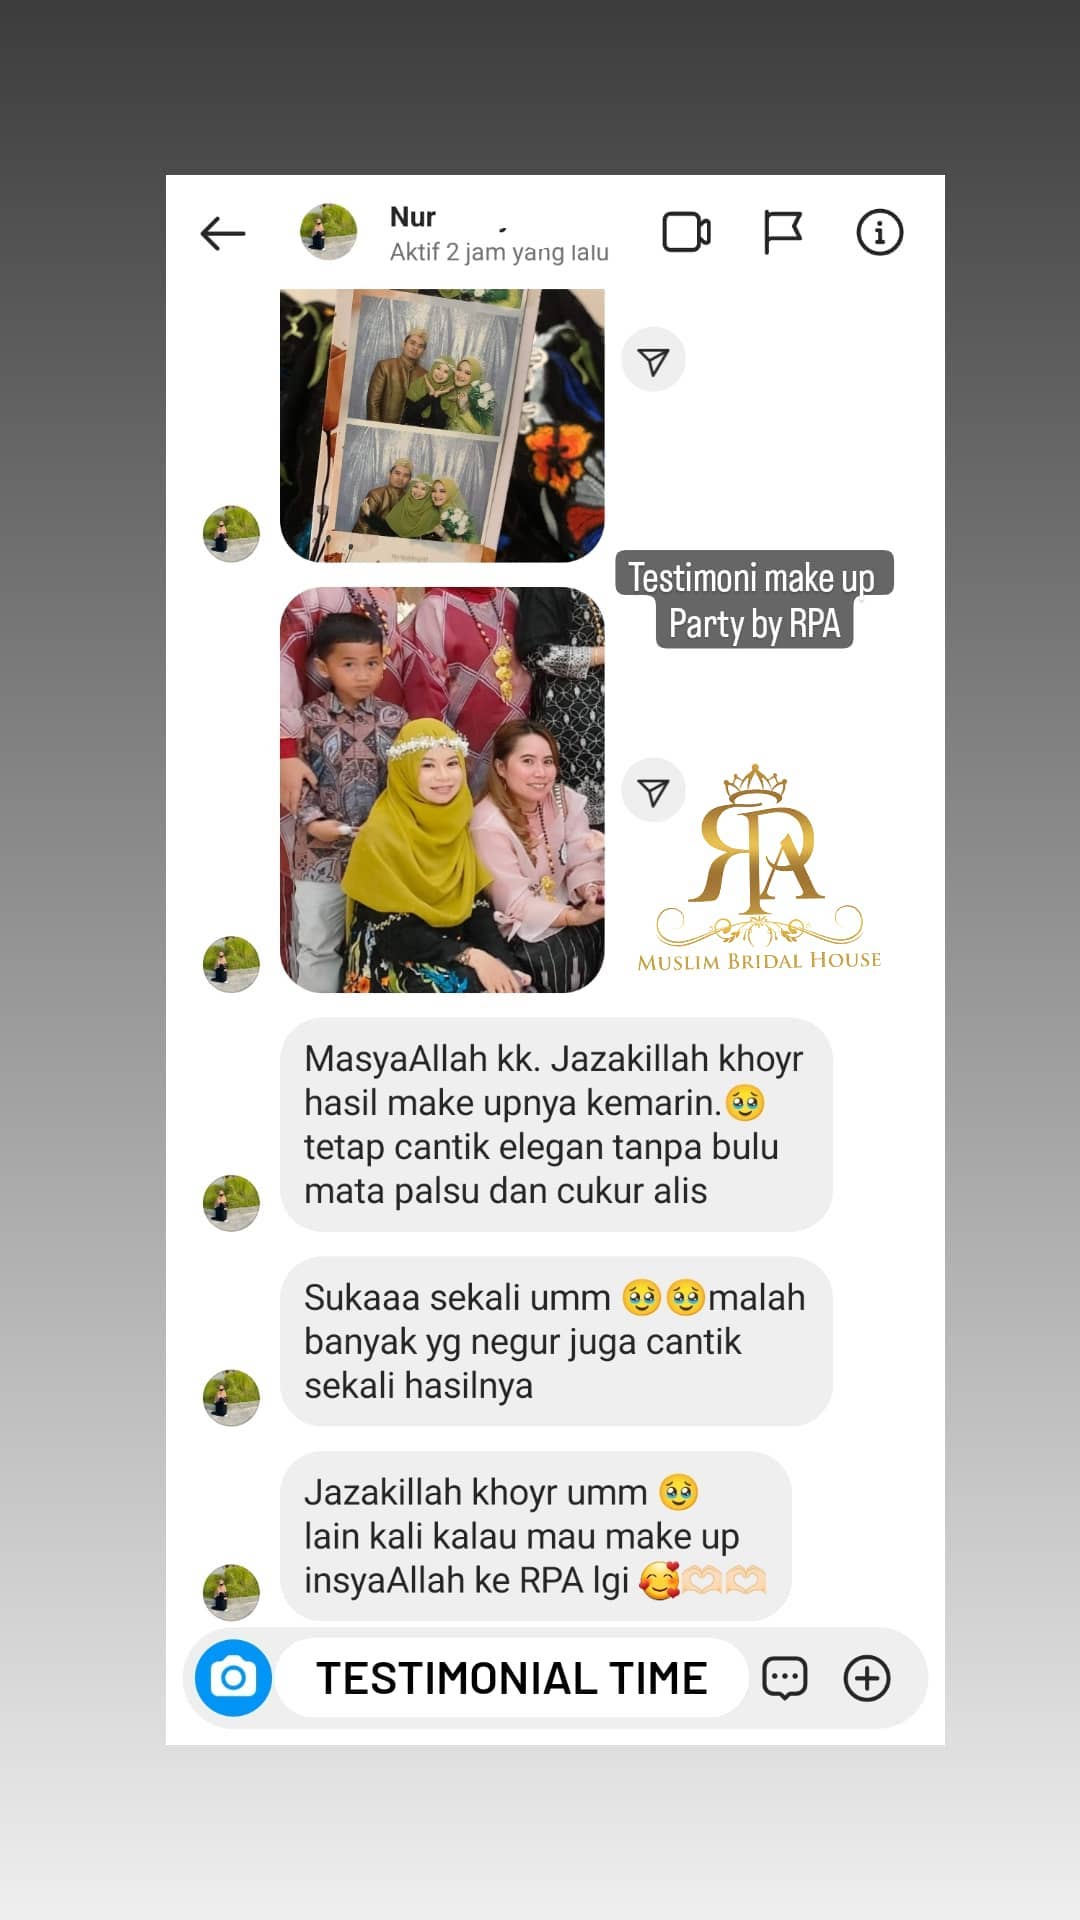 Nur
Aktif 2 jam yang lalu
Testimoni make up
Party by RPA
RPA
MUSLIM BRIDAL HOUSE
MasyaAllah kk. Jazakillah khoyr
hasil make upnya kemarin.🥹
tetap cantik elegan tanpa bulu
mata palsu dan cukur alis
Sukaaa sekali umm 🥹🥹malah
banyak yg negur juga cantik
sekali hasilnya
Jazakillah khoyr umm 🥹
lain kali kalau mau make up
insyaAllah ke RPA lgi 🥰🫶🏻🫶🏻
TESTIMONIAL TIME